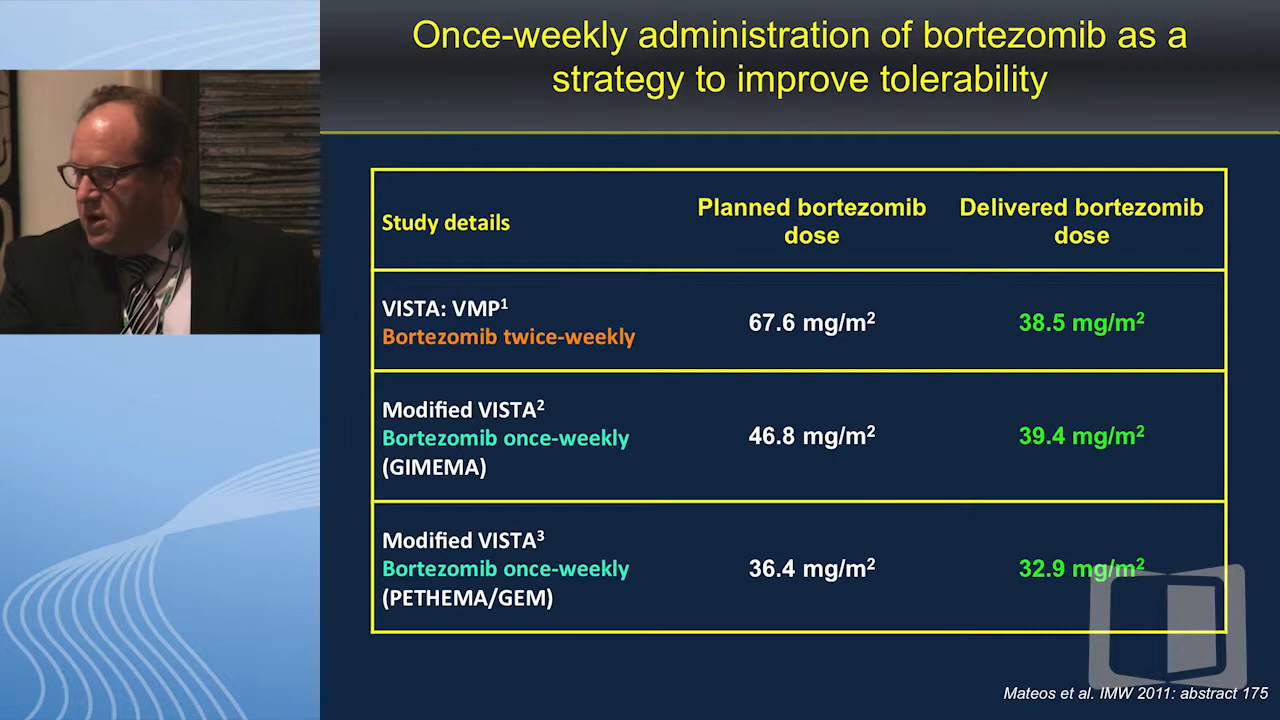 Once-weekly administration of bortezomib as a
strategy to improve tolerability
Study details
Planned bortezomib
dose
Delivered bortezomib
dose
VISTA: VMP¹
Bortezomib twice-weekly
67.6 mg/m²
38.5 mg/m²
Modified VISTA²
Bortezomib once-weekly
(GIMEMA)
46.8 mg/m²
39.4 mg/m²
Modified VISTA³
Bortezomib once-weekly
(PETHEMA/GEM)
36.4 mg/m²
32.9 mg/m²
Mateos et al. IMW 2011: abstract 175